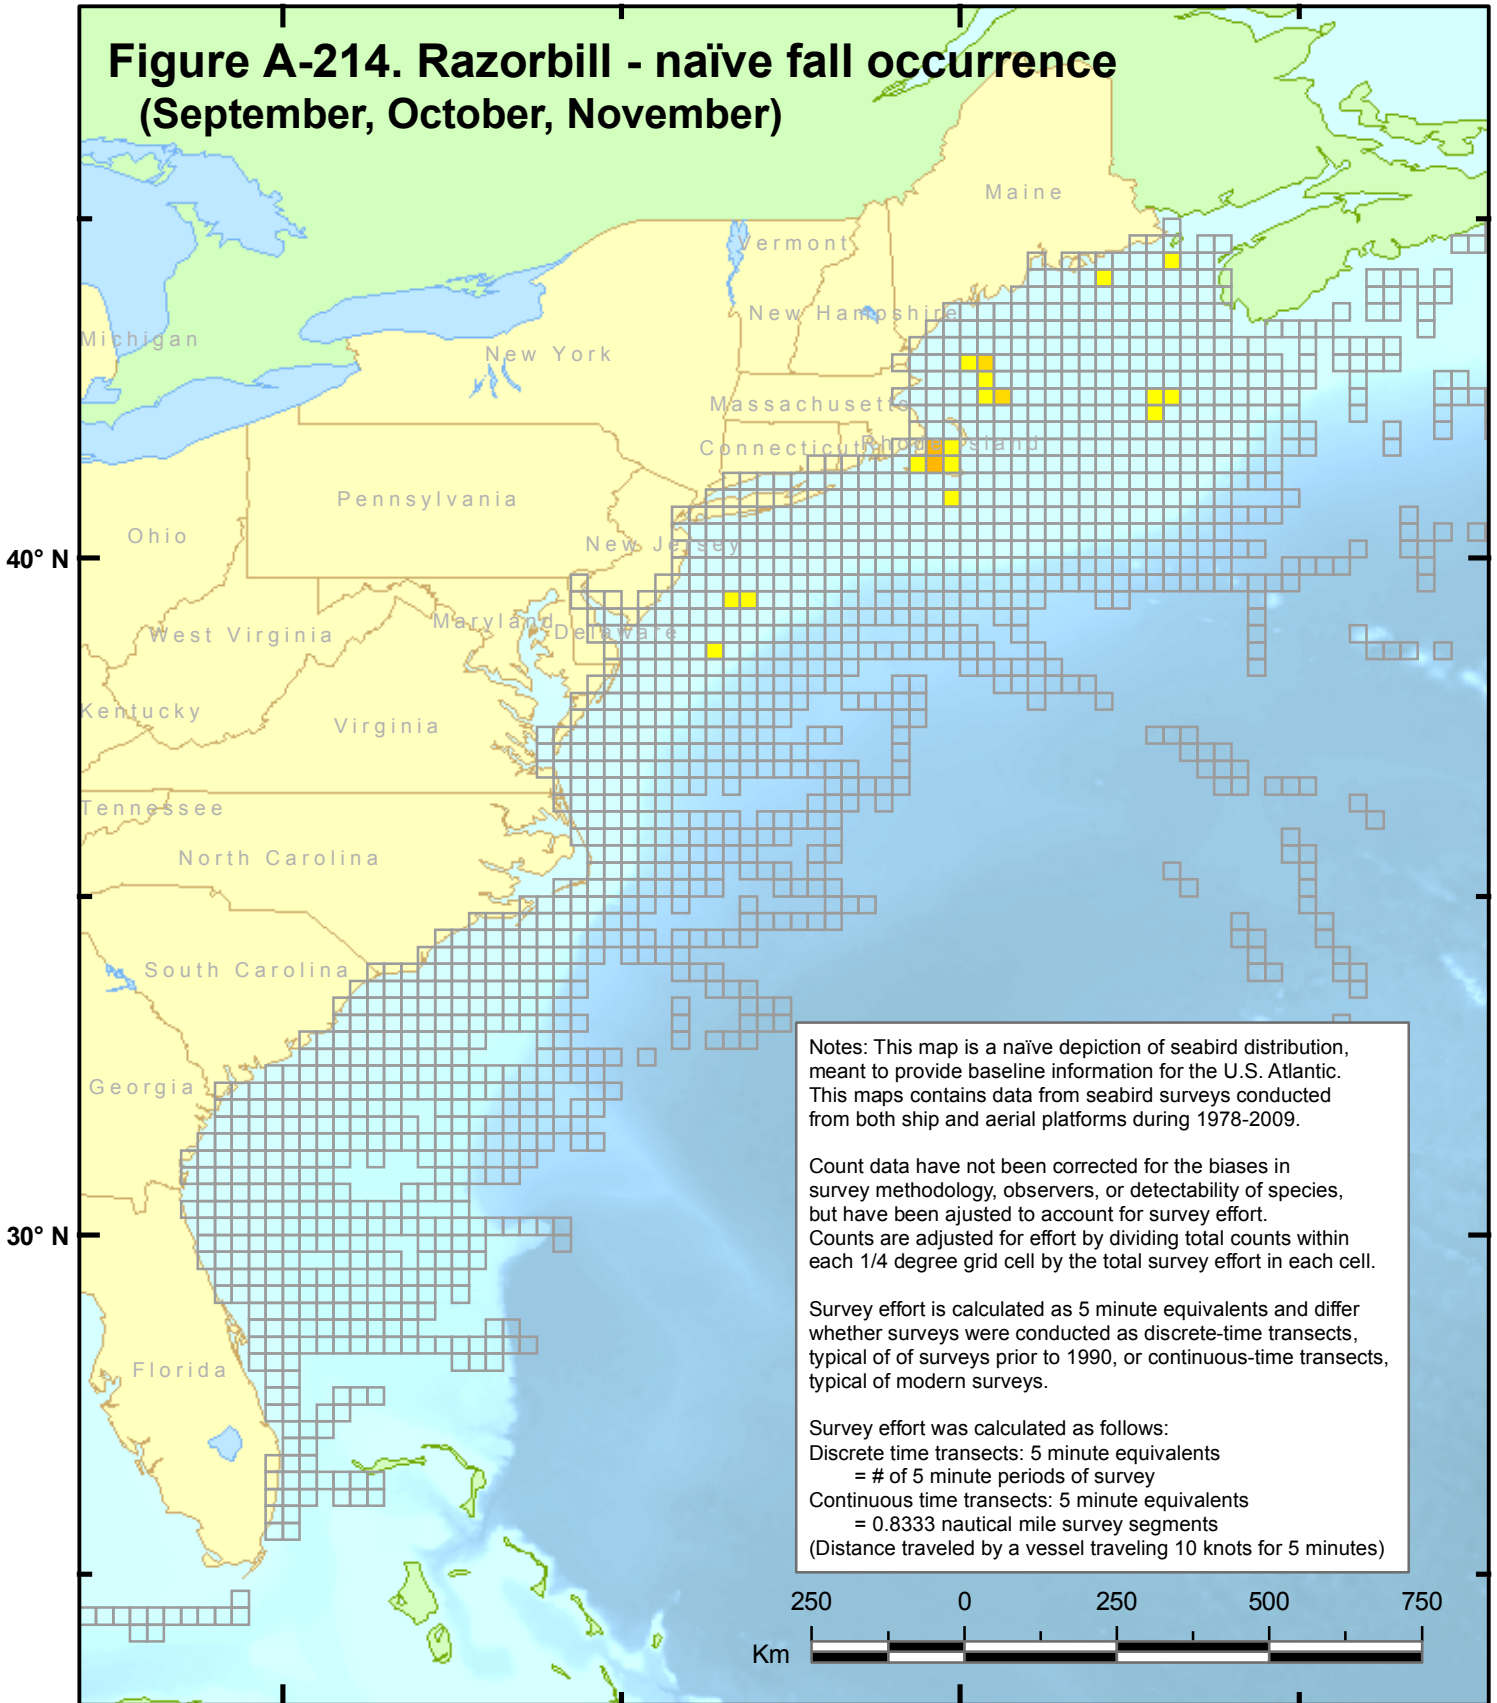 Figure A-214. Razorbill - naïve fall occurrence
(September, October, November)
Maine
Vermont
New Hampshire
Michigan
New York
Massachusetts
Connecticut
Rhode Island
Pennsylvania
Ohio
New Jersey
40° N
West Virginia
Maryland
Delaware
Kentucky
Virginia
Tennessee
North Carolina
South Carolina
Georgia
30° N
Florida
Notes: This map is a naïve depiction of seabird distribution,
meant to provide baseline information for the U.S. Atlantic.
This maps contains data from seabird surveys conducted
from both ship and aerial platforms during 1978-2009.
Count data have not been corrected for the biases in
survey methodology, observers, or detectability of species,
but have been ajusted to account for survey effort.
Counts are adjusted for effort by dividing total counts within
each 1/4 degree grid cell by the total survey effort in each cell.
Survey effort is calculated as 5 minute equivalents and differ
whether surveys were conducted as discrete-time transects,
typical of of surveys prior to 1990, or continuous-time transects,
typical of modern surveys.
Survey effort was calculated as follows:
Discrete time transects: 5 minute equivalents
= # of 5 minute periods of survey
Continuous time transects: 5 minute equivalents
= 0.8333 nautical mile survey segments
(Distance traveled by a vessel traveling 10 knots for 5 minutes)
250 0 250 500 750
Km